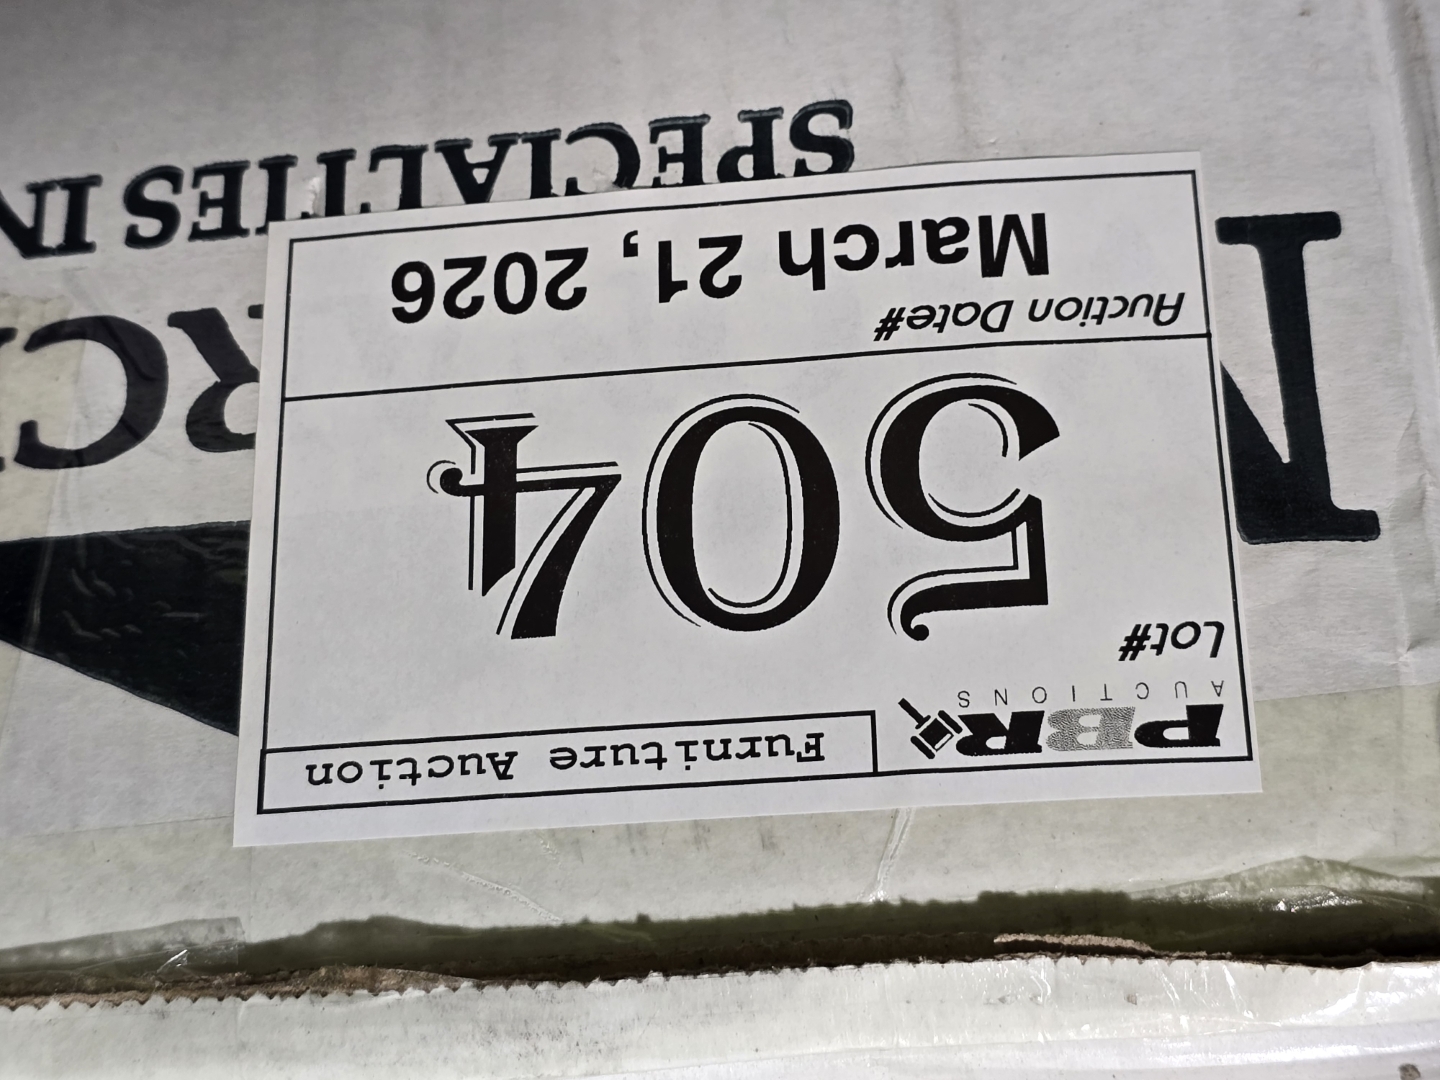 PBR
AUCTIONS
Furniture Auction
Lot#
504
Auction Date#
March 21, 2026
SPECIALTIES IN